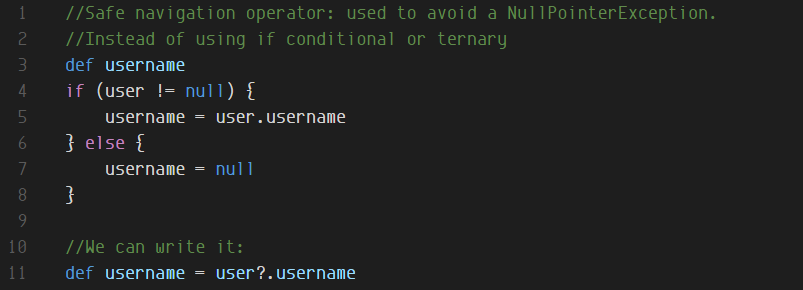 1 //Safe navigation operator: used to avoid a NullPointerException.
2 //Instead of using if conditional or ternary
3 def username
4 if (user != null) {
5     username = user.username
6 } else {
7     username = null
8 }
9
10 //We can write it:
11 def username = user?.username